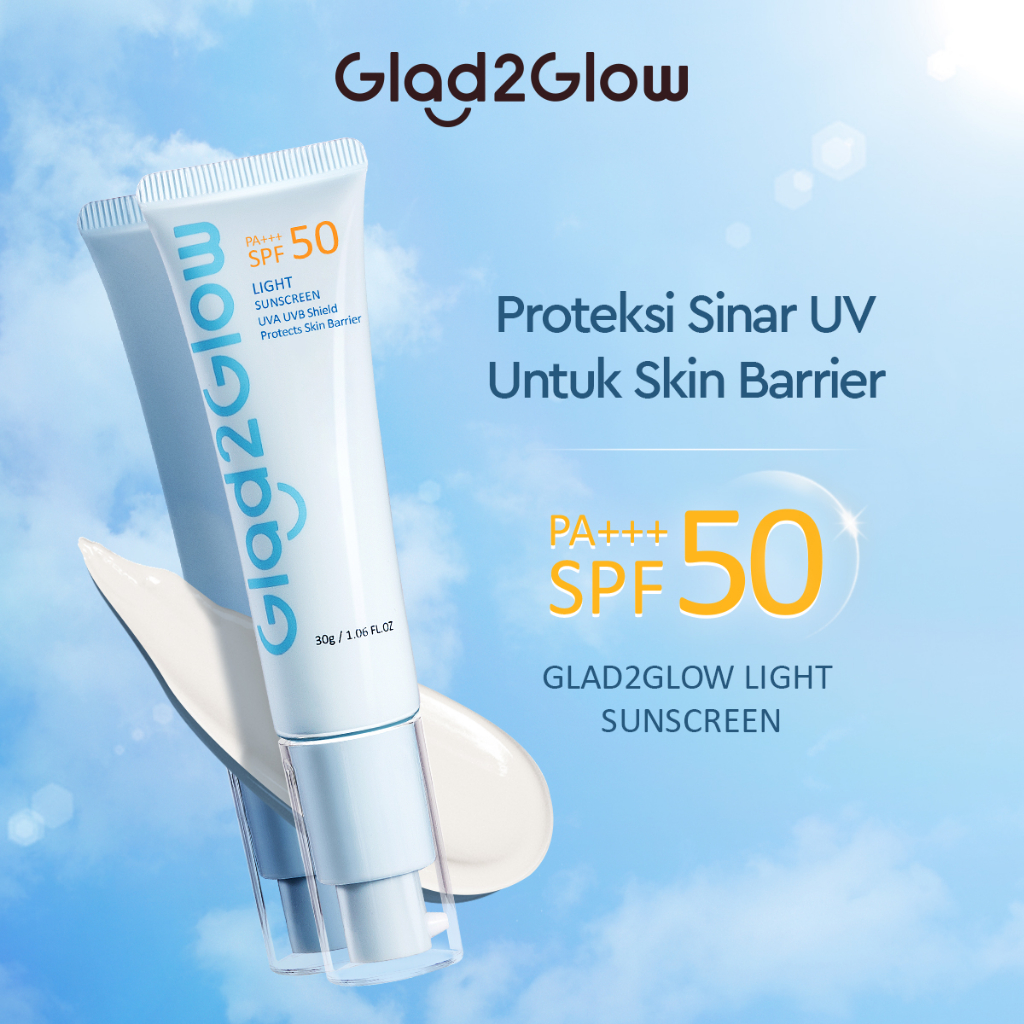 Glad2Glow
Glad2Glow
PA+++
SPF 50
LIGHT
SUNSCREEN
UVA UVB Shield
Protects Skin Barrier
30g / 1.06 FL.OZ
Proteksi Sinar UV
Untuk Skin Barrier
PA+++
SPF 50
GLAD2GLOW LIGHT
SUNSCREEN